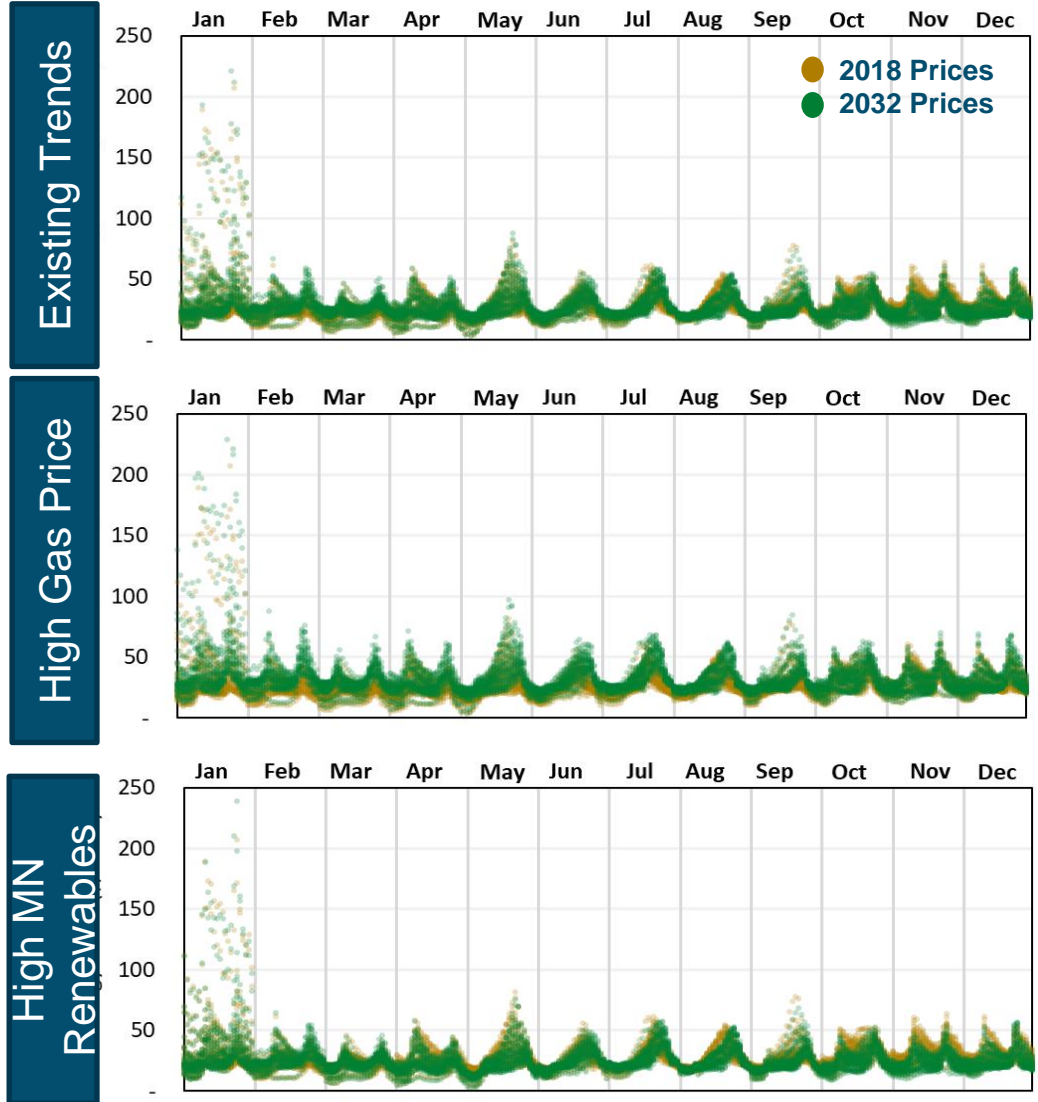 Existing Trends
Jan Feb Mar Apr May Jun Jul Aug Sep Oct Nov Dec
250
2018 Prices
200
2032 Prices
150
100
50
-
High Gas Price
Jan Feb Mar Apr May Jun Jul Aug Sep Oct Nov Dec
250
200
150
100
50
-
High MN
Renewables
Jan Feb Mar Apr May Jun Jul Aug Sep Oct Nov Dec
250
200
150
100
50
-